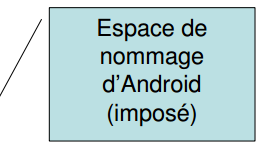 Espace de
nommage
d'Android
(imposé)